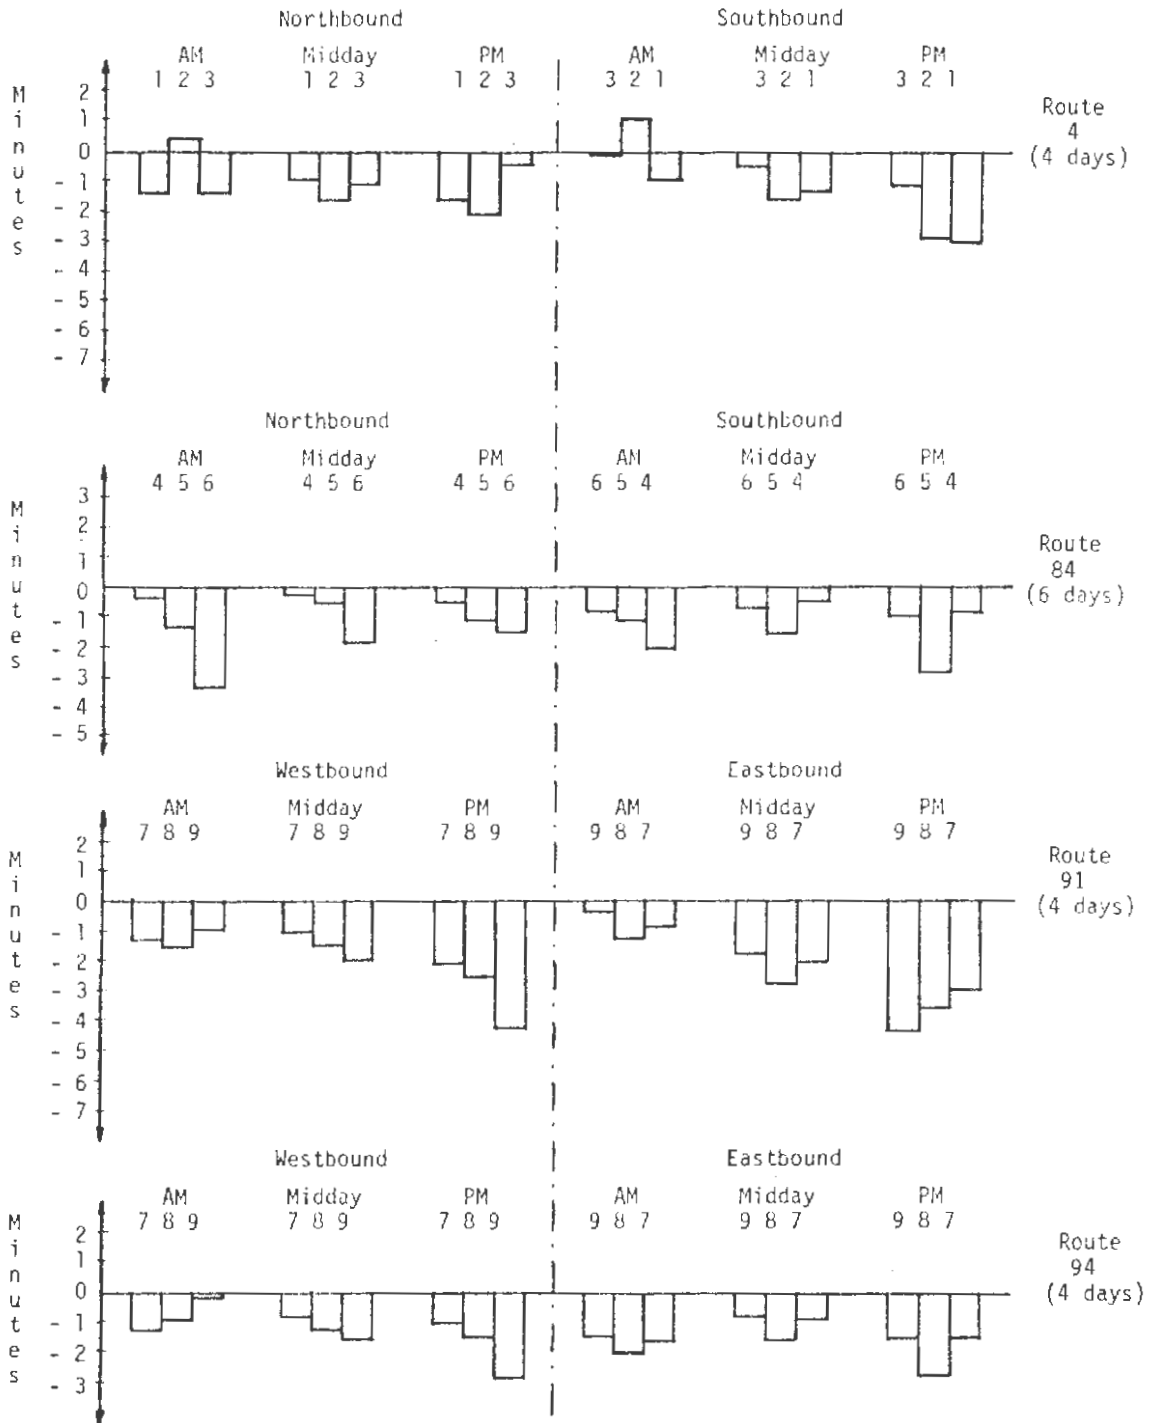 Northbound Southbound
AM Midday PM AM Midday PM
1 2 3 1 2 3 1 2 3 3 2 1 3 2 1 3 2 1
Minutes
2
1
0
- 1
- 2
- 3
- 4
- 5
- 6
- 7
Route
4
(4 days)
Northbound Southbound
AM Midday PM AM Midday PM
4 5 6 4 5 6 4 5 6 6 5 4 6 5 4 6 5 4
Minutes
3
2
1
0
- 1
- 2
- 3
- 4
- 5
Route
84
(6 days)
Westbound Eastbound
AM Midday PM AM Midday PM
7 8 9 7 8 9 7 8 9 9 8 7 9 8 7 9 8 7
Minutes
2
1
0
- 1
- 2
- 3
- 4
- 5
- 6
- 7
Route
91
(4 days)
Westbound Eastbound
AM Midday PM AM Midday PM
7 8 9 7 8 9 7 8 9 9 8 7 9 8 7 9 8 7
Minutes
2
1
0
- 1
- 2
- 3
Route
94
(4 days)